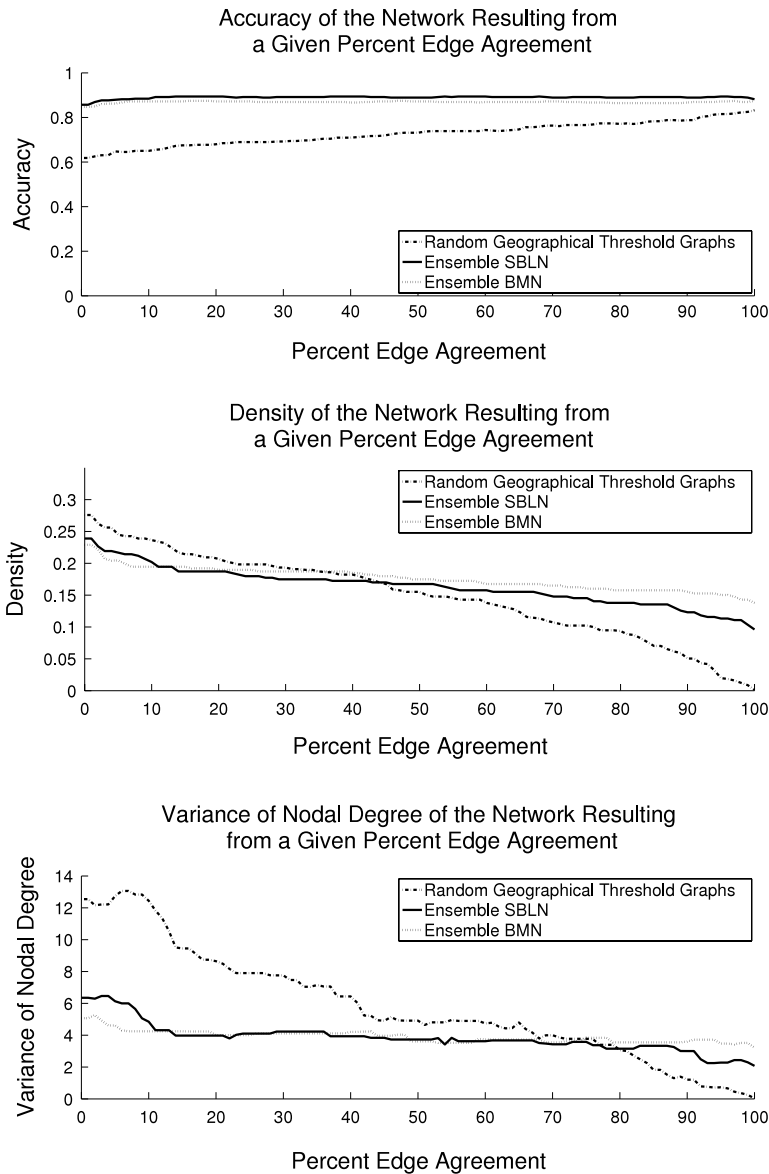 Accuracy of the Network Resulting from
a Given Percent Edge Agreement
Accuracy
1
0.8
0.6
0.4
0.2
0
Random Geographical Threshold Graphs
Ensemble SBLN
Ensemble BMN
0 10 20 30 40 50 60 70 80 90 100
Percent Edge Agreement
Density of the Network Resulting from
a Given Percent Edge Agreement
Density
0.3
0.25
0.2
0.15
0.1
0.05
0
Random Geographical Threshold Graphs
Ensemble SBLN
Ensemble BMN
0 10 20 30 40 50 60 70 80 90 100
Percent Edge Agreement
Variance of Nodal Degree of the Network Resulting
from a Given Percent Edge Agreement
Variance of Nodal Degree
14
12
10
8
6
4
2
0
Random Geographical Threshold Graphs
Ensemble SBLN
Ensemble BMN
0 10 20 30 40 50 60 70 80 90 100
Percent Edge Agreement